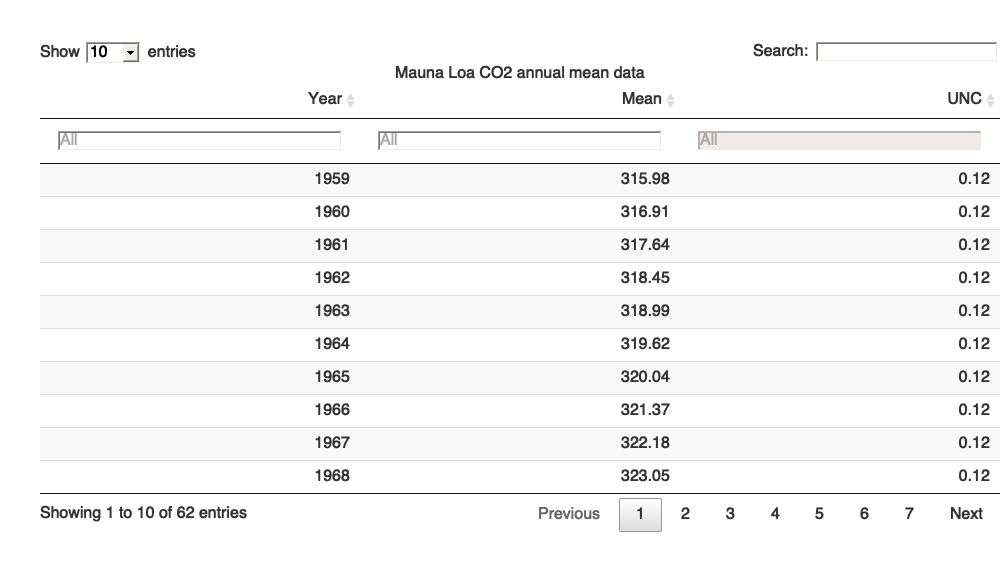 Show 10 entries Search:
Mauna Loa CO2 annual mean data
Year Mean UNC
All All All
1959 315.98 0.12
1960 316.91 0.12
1961 317.64 0.12
1962 318.45 0.12
1963 318.99 0.12
1964 319.62 0.12
1965 320.04 0.12
1966 321.37 0.12
1967 322.18 0.12
1968 323.05 0.12
Showing 1 to 10 of 62 entries Previous 1 2 3 4 5 6 7 Next